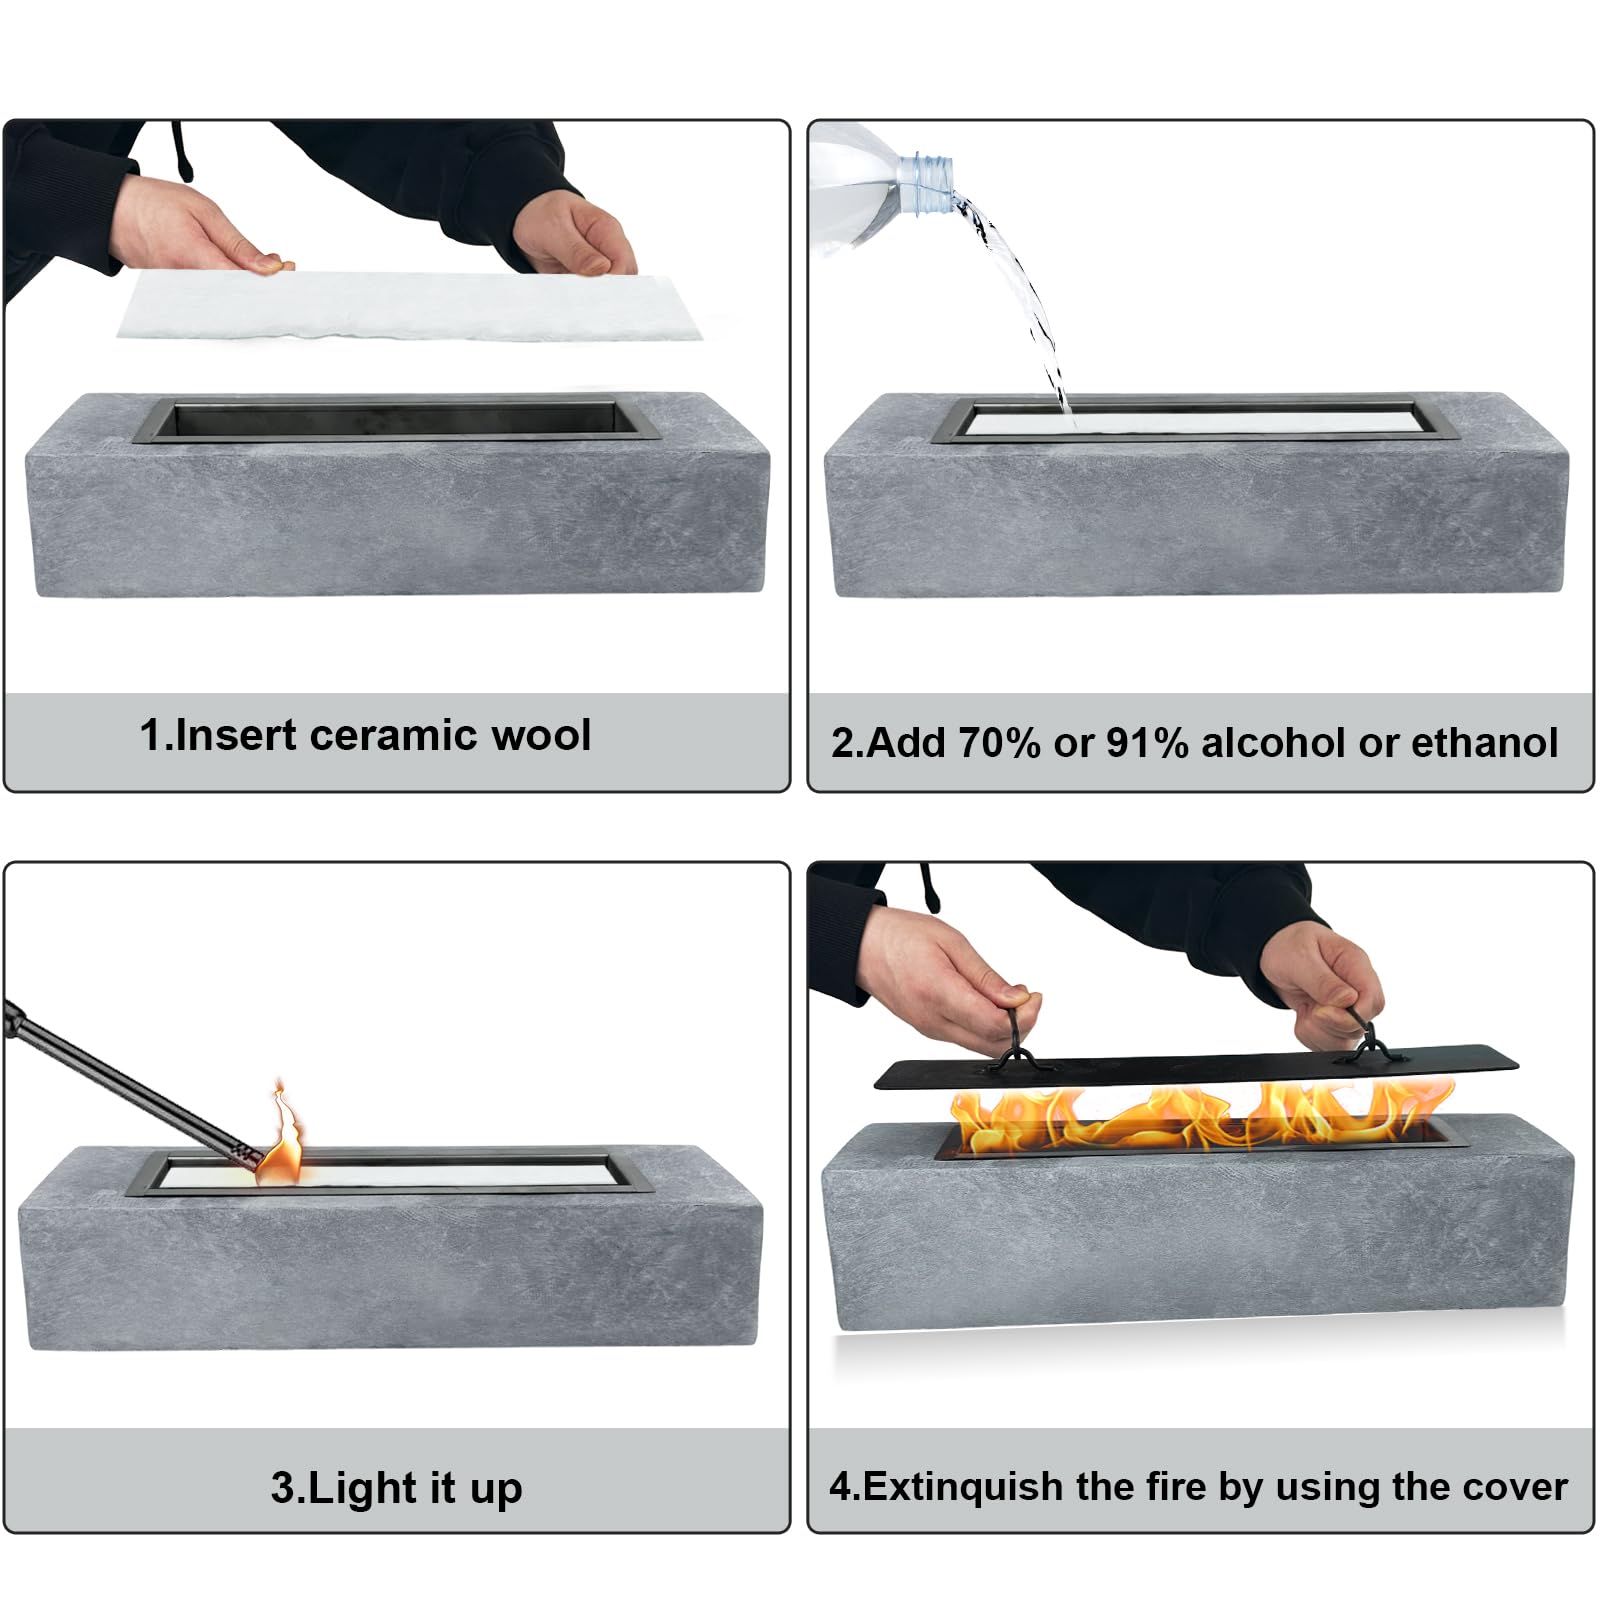 1.Insert ceramic wool
2.Add 70% or 91% alcohol or ethanol
3.Light it up
4.Extinquish the fire by using the cover